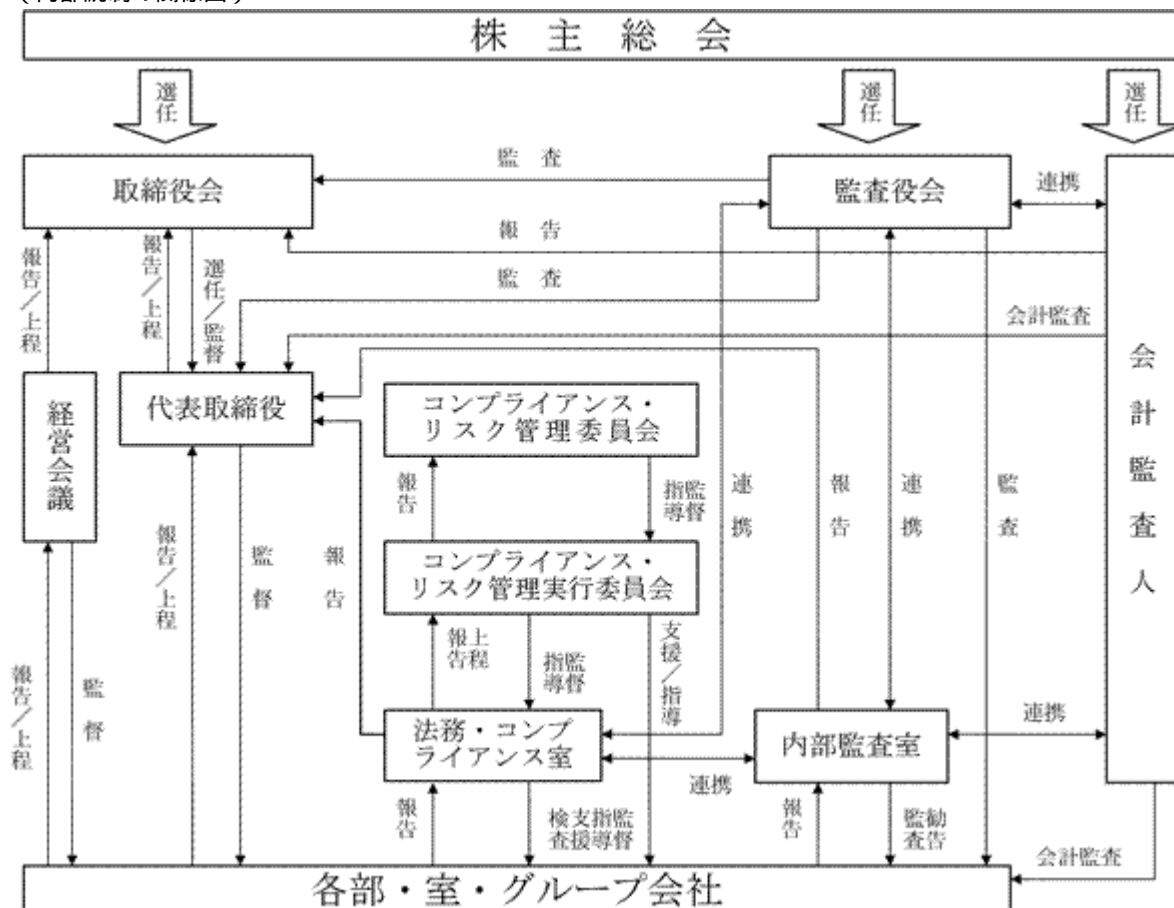 株主総会
選任
選任
選任
取締役会
監査
監査役会
連携
報告
報告/上程
報告/上程
選任/監督
監査
会計監査
会計監査人
経営会議
代表取締役
コンプライアンス・
リスク管理委員会
報告
指導
監督
連携
報告
連携
監査
コンプライアンス・
リスク管理実行委員会
報告/上程
監督
報告
報告
上程
指導
監督
支援/指導
報告/上程
監督
法務・コンプ
ライアンス室
連携
内部監査室
連携
報告
検査
支援
指導
監督
報告
監査
勧告
会計監査
各部・室・グループ会社